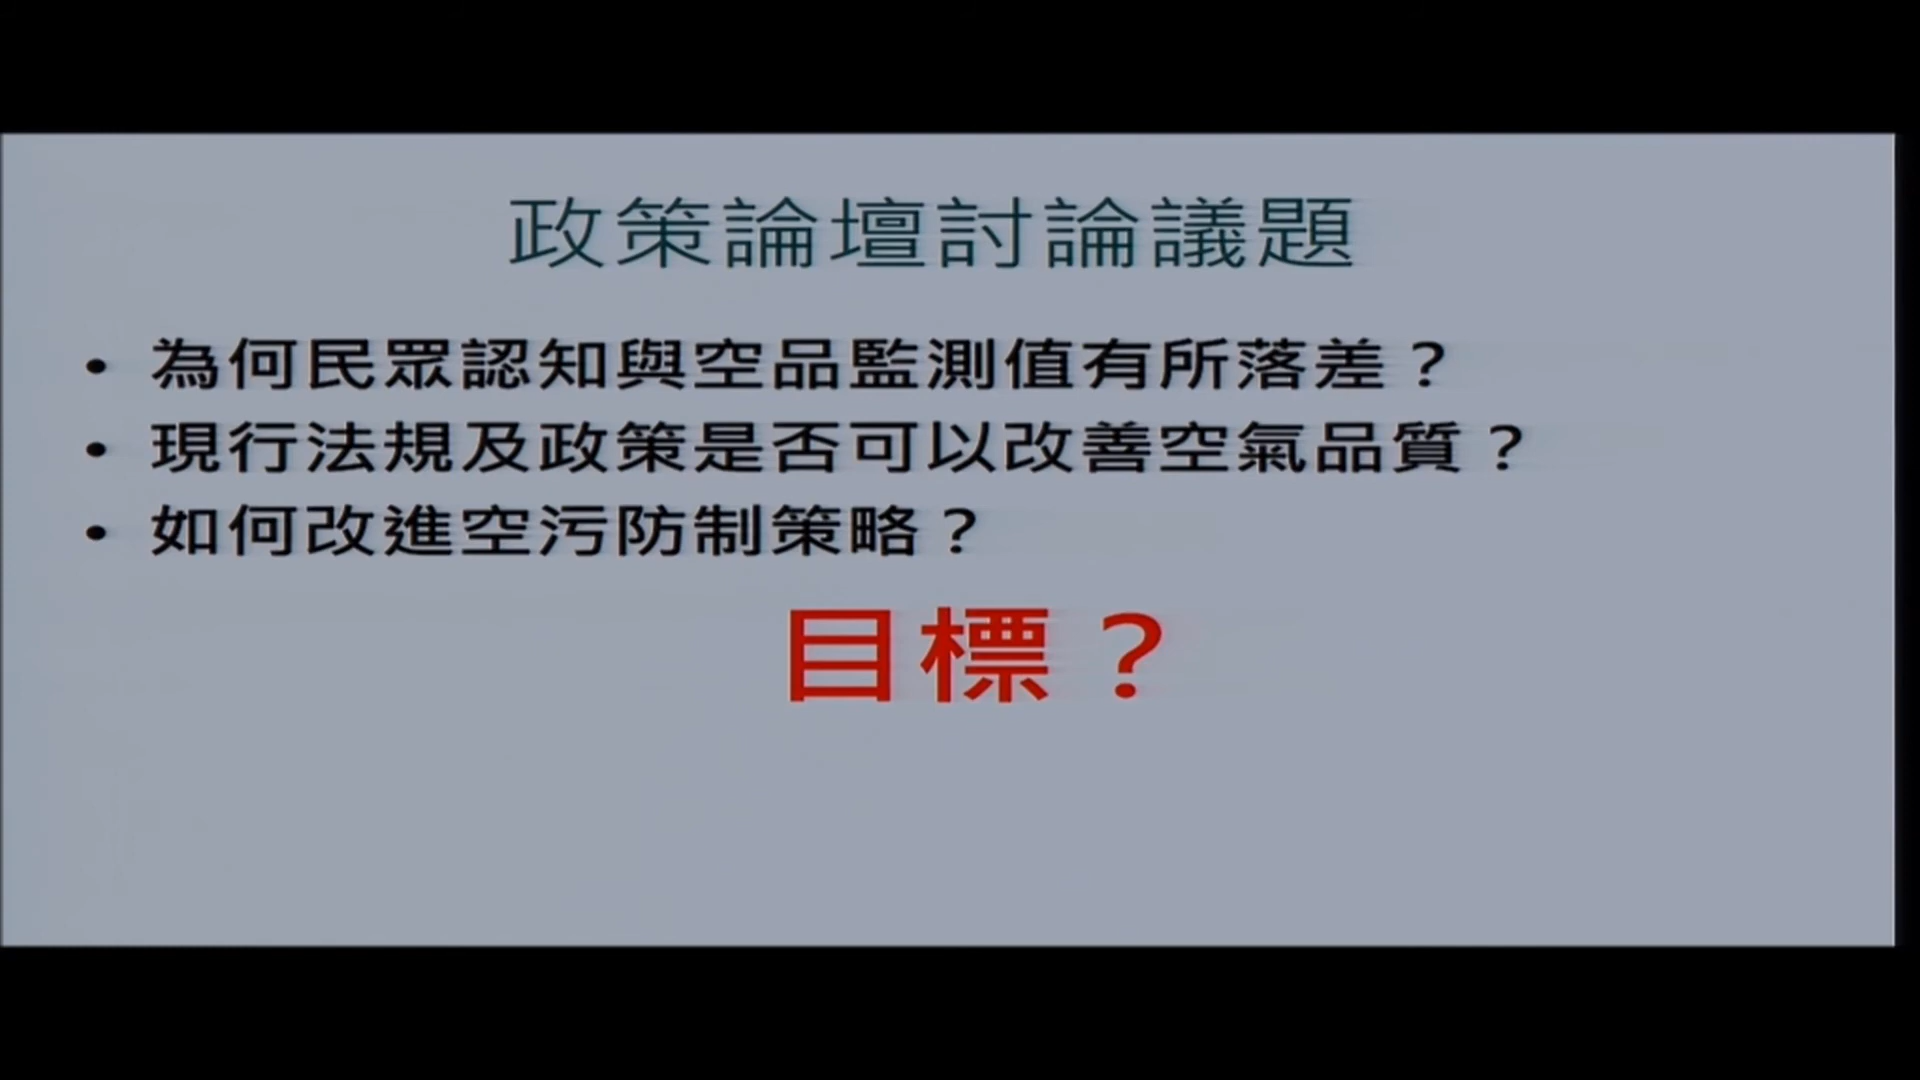 政策論壇討論議題
• 為何民眾認知與空品監測值有所落差？
• 現行法規及政策是否可以改善空氣品質？
• 如何改進空污防制策略？
目標？